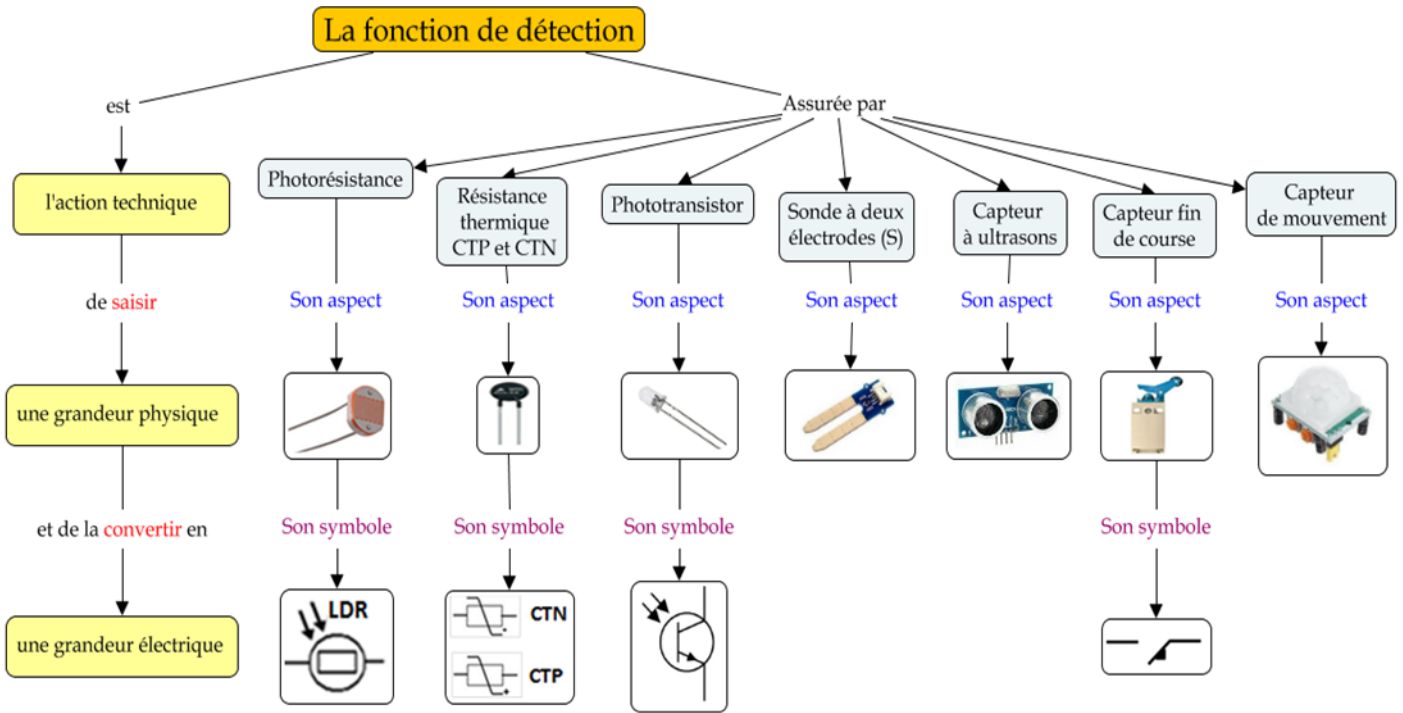 La fonction de détection
est
Assurée par
l'action technique
de saisir
une grandeur physique
et de la convertir en
une grandeur électrique
Photorésistance
Son aspect
Son symbole
LDR
Résistance
thermique
CTP et CTN
Son aspect
Son symbole
CTN
-
CTP
+
Phototransistor
Son aspect
Son symbole
Sonde à deux
électrodes (S)
Son aspect
Capteur
à ultrasons
Son aspect
Capteur fin
de course
Son aspect
Son symbole
Capteur
de mouvement
Son aspect